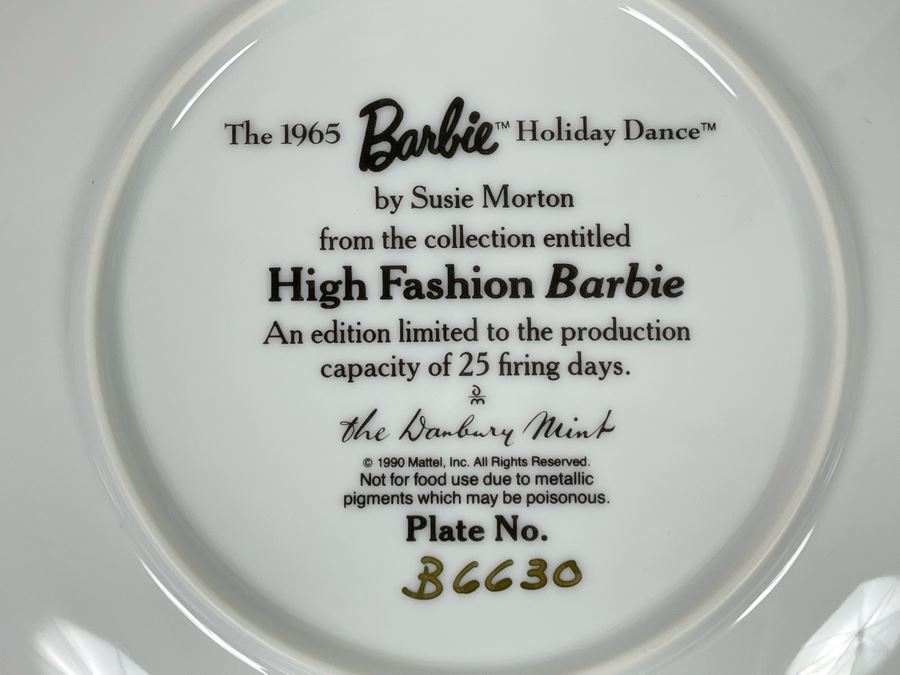 The 1965 Barbie™ Holiday Dance™
by Susie Morton
from the collection entitled
High Fashion Barbie
An edition limited to the production
capacity of 25 firing days.
the Danbury Mint
© 1990 Mattel, Inc. All Rights Reserved.
Not for food use due to metallic
pigments which may be poisonous.
Plate No.
B6630